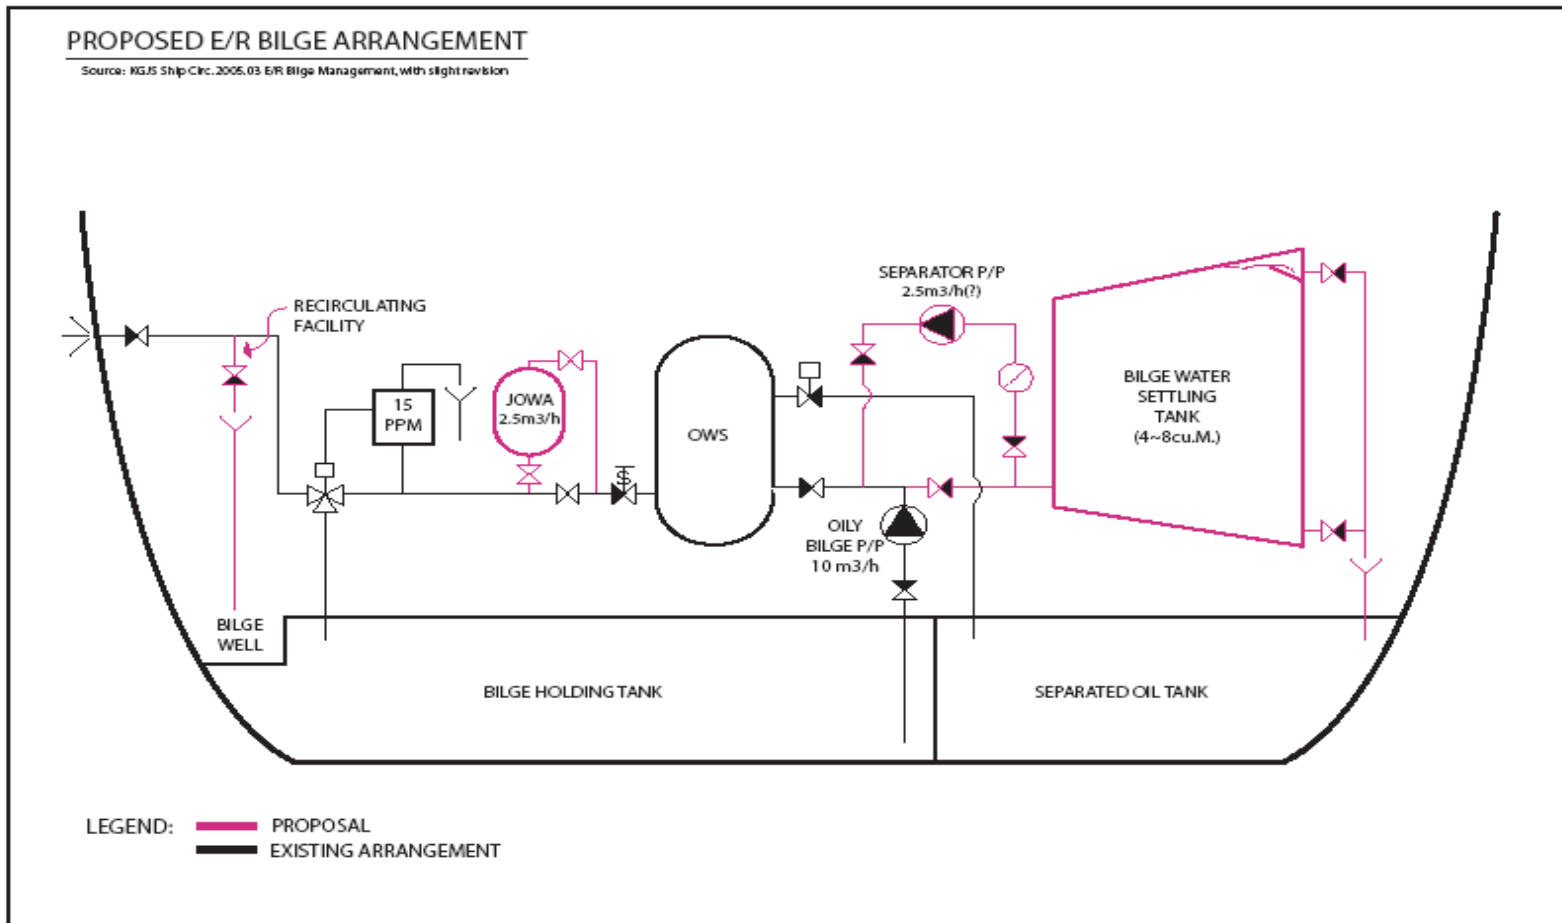 PROPOSED E/R BILGE ARRANGEMENT
Source: KGJS Ship Circ. 2005.03 E/R Bilge Management, with slight revision
RECIRCULATING
FACILITY
15
PPM
JOWA
2.5m3/h
OWS
SEPARATOR P/P
2.5m3/h(?)
BILGE WATER
SETTLING
TANK
(4~8cu.M.)
S
OILY
BILGE P/P
10 m3/h
BILGE
WELL
BILGE HOLDING TANK
SEPARATED OIL TANK
LEGEND:
PROPOSAL
EXISTING ARRANGEMENT